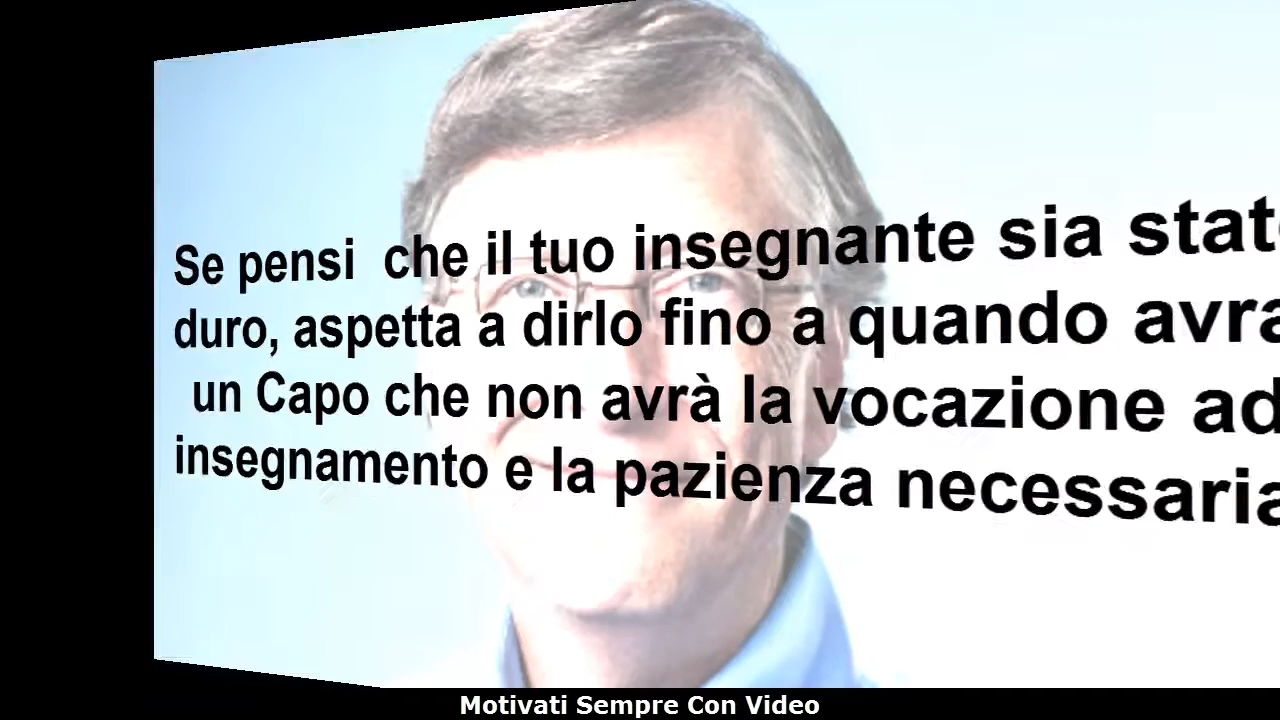 Se pensi che il tuo insegnante sia stato
duro, aspetta a dirlo fino a quando avra
un Capo che non avrà la vocazione ad
insegnamento e la pazienza necessaria
Motivati Sempre Con Video